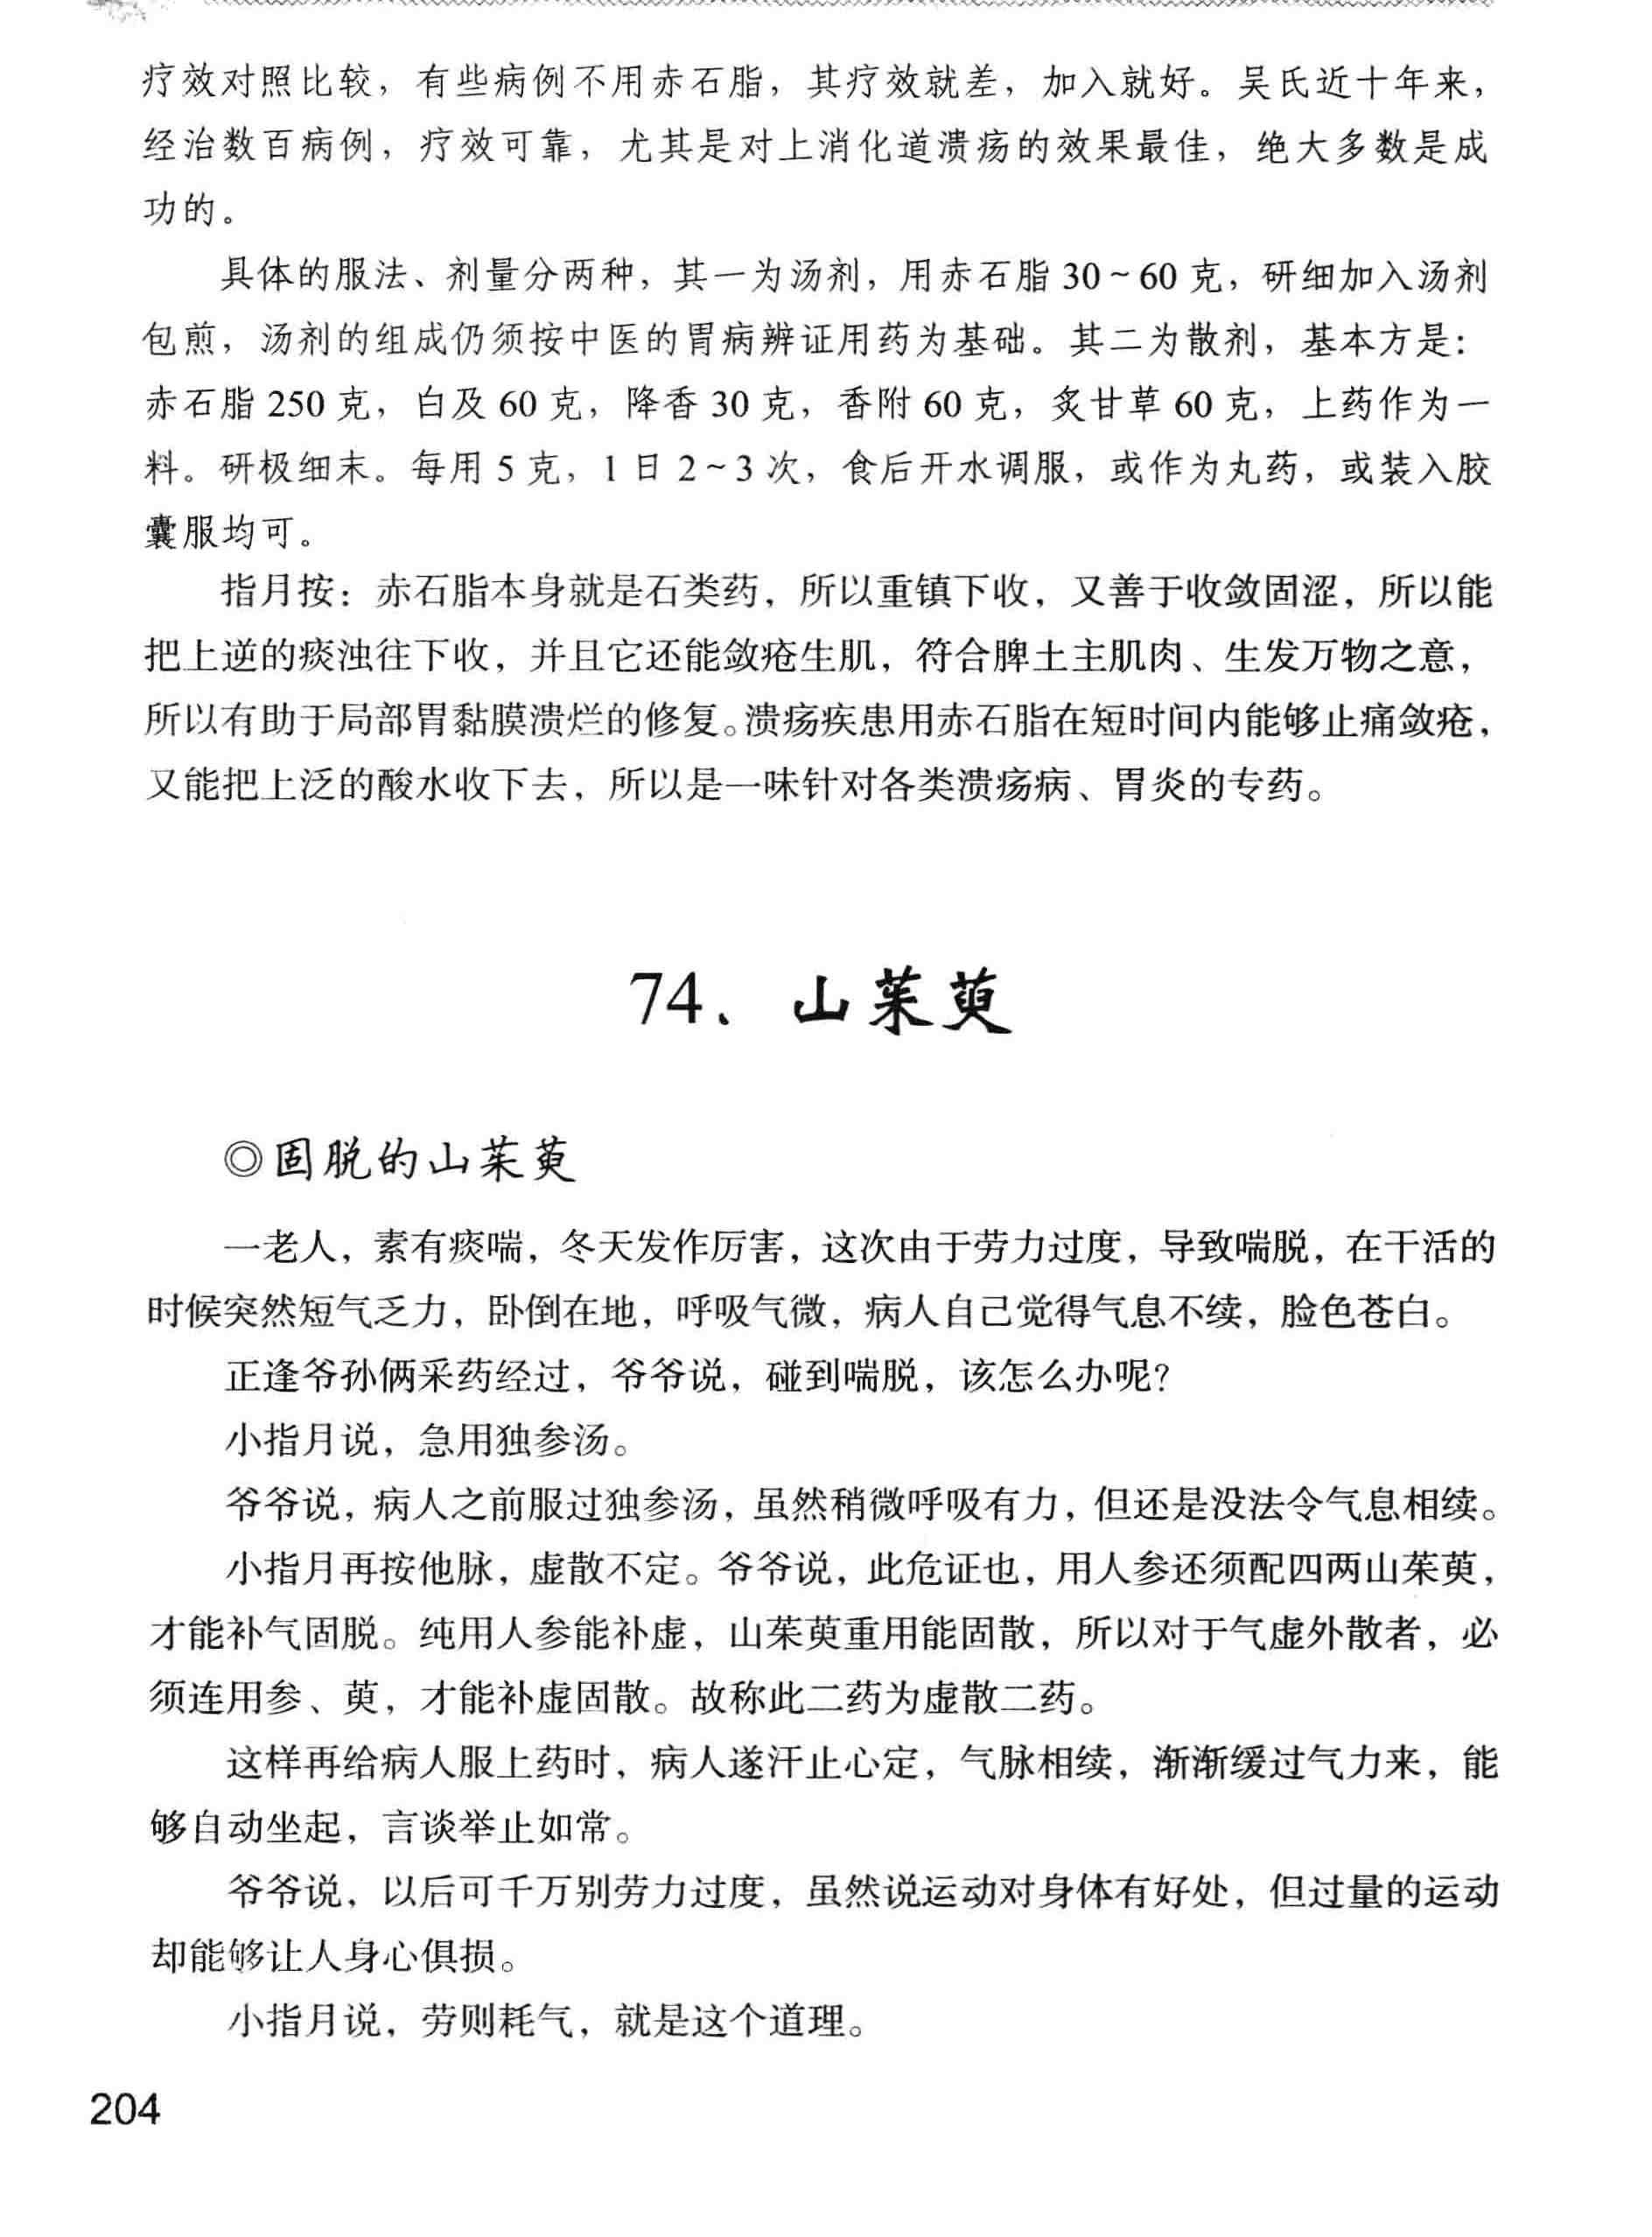 疗效对照比较，有些病例不用赤石脂，其疗效就差，加入就好。吴氏近十年来，
经治数百病例，疗效可靠，尤其是对上消化道溃疡的效果最佳，绝大多数是成
功的。
具体的服法、剂量分两种，其一为汤剂，用赤石脂 30～60 克，研细加入汤剂
包煎，汤剂的组成仍须按中医的胃病辨证用药为基础。其二为散剂，基本方是：
赤石脂 250 克，白及 60 克，降香 30 克，香附 60 克，炙甘草 60 克，上药作为一
料。研极细末。每用 5 克，1 日 2～3 次，食后开水调服，或作为丸药，或装入胶
囊服均可。
指月按：赤石脂本身就是石类药，所以重镇下收，又善于收敛固涩，所以能
把上逆的痰浊往下收，并且它还能敛疮生肌，符合脾土主肌肉、生发万物之意，
所以有助于局部胃黏膜溃烂的修复。溃疡疾患用赤石脂在短时间内能够止痛敛疮，
又能把上泛的酸水收下去，所以是一味针对各类溃疡病、胃炎的专药。
74、山茱萸
◎固脱的山茱萸
一老人，素有痰喘，冬天发作厉害，这次由于劳力过度，导致喘脱，在干活的
时候突然短气乏力，卧倒在地，呼吸气微，病人自己觉得气息不续，脸色苍白。
正逢爷孙俩采药经过，爷爷说，碰到喘脱，该怎么办呢？
小指月说，急用独参汤。
爷爷说，病人之前服过独参汤，虽然稍微呼吸有力，但还是没法令气息相续。
小指月再按他脉，虚散不定。爷爷说，此危证也，用人参还须配四两山茱萸，
才能补气固脱。纯用人参能补虚，山茱萸重用能固散，所以对于气虚外散者，必
须连用参、萸，才能补虚固散。故称此二药为虚散二药。
这样再给病人服上药时，病人遂汗止心定，气脉相续，渐渐缓过气力来，能
够自动坐起，言谈举止如常。
爷爷说，以后可千万别劳力过度，虽然说运动对身体有好处，但过量的运动
却能够让人身心俱损。
小指月说，劳则耗气，就是这个道理。
204